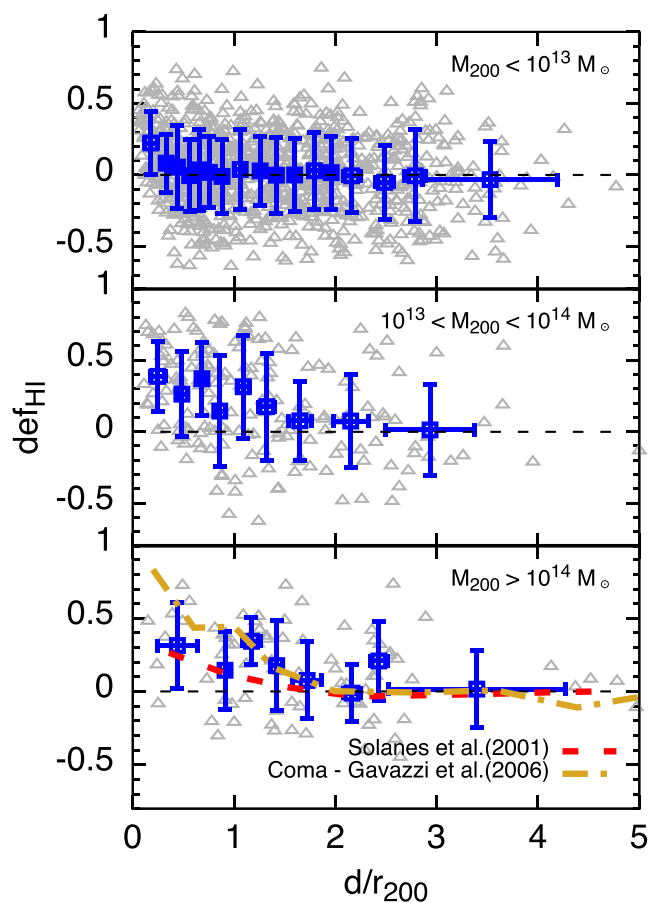 1
M200 < 10^13 M⊙
0.5
0
-0.5
1
10^13 < M200 < 10^14 M⊙
0.5
defHI
0
-0.5
1
M200 > 10^14 M⊙
0.5
0
Solanes et al.(2001)
Coma - Gavazzi et al.(2006)
-0.5
0 1 2 3 4 5
d/r200